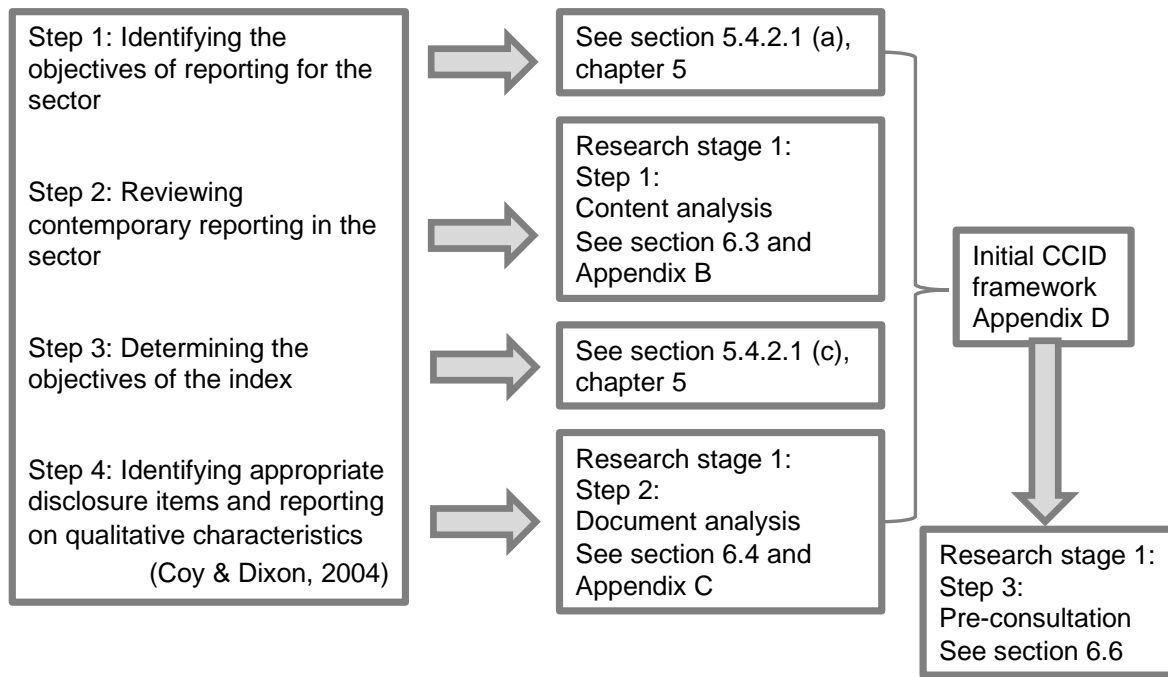 Step 1: Identifying the
objectives of reporting for the
sector
Step 2: Reviewing
contemporary reporting in the
sector
Step 3: Determining the
objectives of the index
Step 4: Identifying appropriate
disclosure items and reporting
on qualitative characteristics
(Coy & Dixon, 2004)
See section 5.4.2.1 (a),
chapter 5
Research stage 1:
Step 1:
Content analysis
See section 6.3 and
Appendix B
See section 5.4.2.1 (c),
chapter 5
Research stage 1:
Step 2:
Document analysis
See section 6.4 and
Appendix C
Initial CCID
framework
Appendix D
Research stage 1:
Step 3:
Pre-consultation
See section 6.6